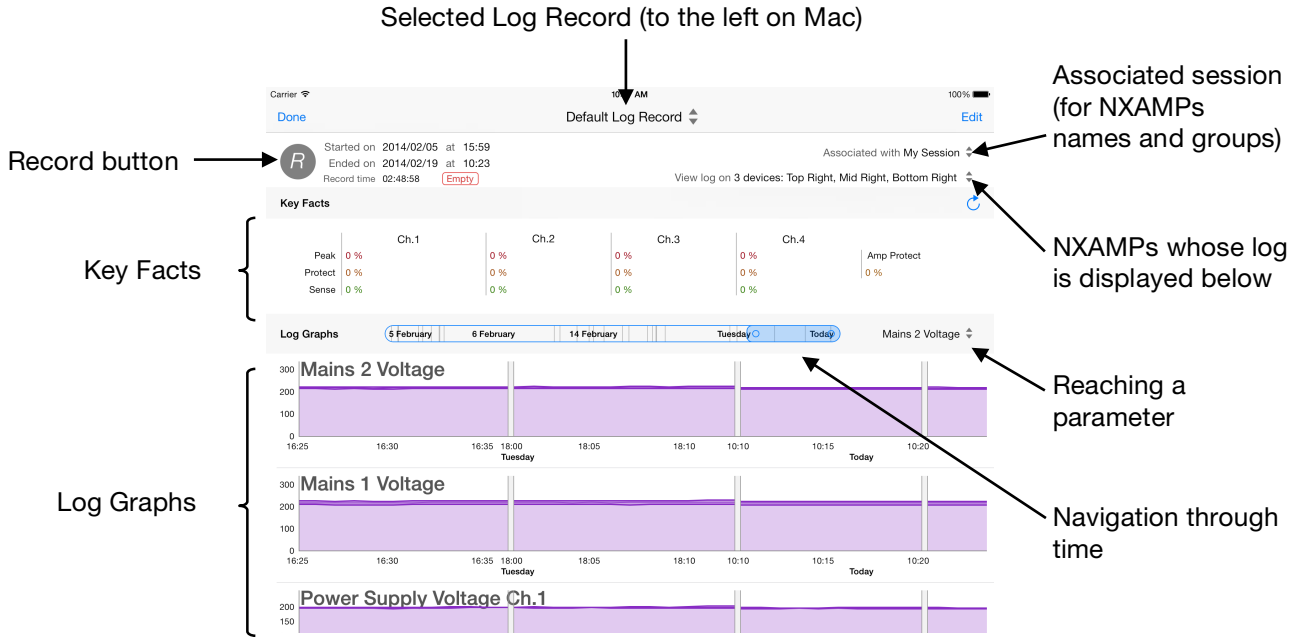 Selected Log Record (to the left on Mac)
Associated session
(for NXAMPs
names and groups)
Carrier
AM
100%
Done
Default Log Record
Edit
Record button
R
Started on 2014/02/05 at 15:59
Ended on 2014/02/19 at 10:23
Record time 02:48:58 Empty
Associated with My Session
View log on 3 devices: Top Right, Mid Right, Bottom Right
Key Facts
Key Facts
NXAMPs whose log
is displayed below
Ch.1 Ch.2 Ch.3 Ch.4
Peak 0 % 0 % 0 % 0 % Amp Protect
Protect 0 % 0 % 0 % 0 % 0 %
Sense 0 % 0 % 0 % 0 %
Log Graphs 5 February 6 February 14 February Tuesday Today Mains 2 Voltage
Reaching a
parameter
Log Graphs
Mains 2 Voltage
300
200
100
0
16:25 16:30 16:35 18:00 18:05 18:10 10:10 10:15 10:20
Tuesday Today
Mains 1 Voltage
300
200
100
0
16:25 16:30 16:35 18:00 18:05 18:10 10:10 10:15 10:20
Tuesday Today
Navigation through
time
Power Supply Voltage Ch.1
200
150